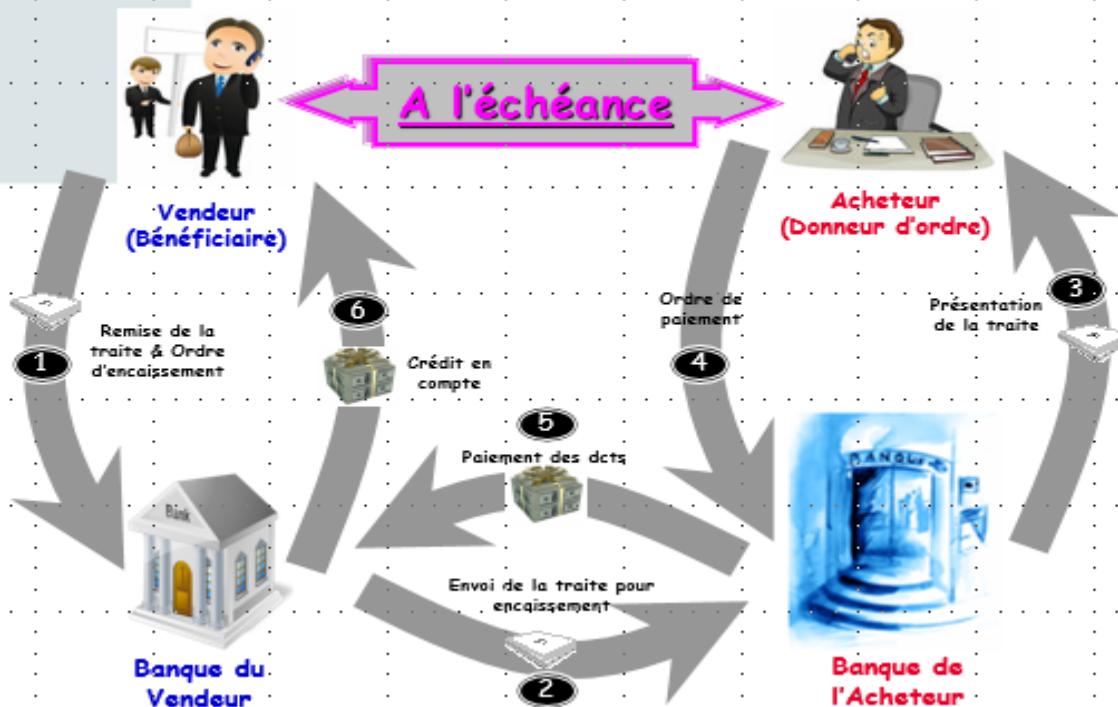 A l'échéance
Vendeur
(Bénéficiaire)
Acheteur
(Donneur d'ordre)
1
Remise de la
traite & Ordre
d'encaissement
6
Crédit en
compte
Ordre de
paiement
4
3
Présentation
de la traite
5
Paiement des dcts
Bank
BANQUE
Envoi de la traite pour
encaissement
2
Banque du
Vendeur
Banque de
l'Acheteur